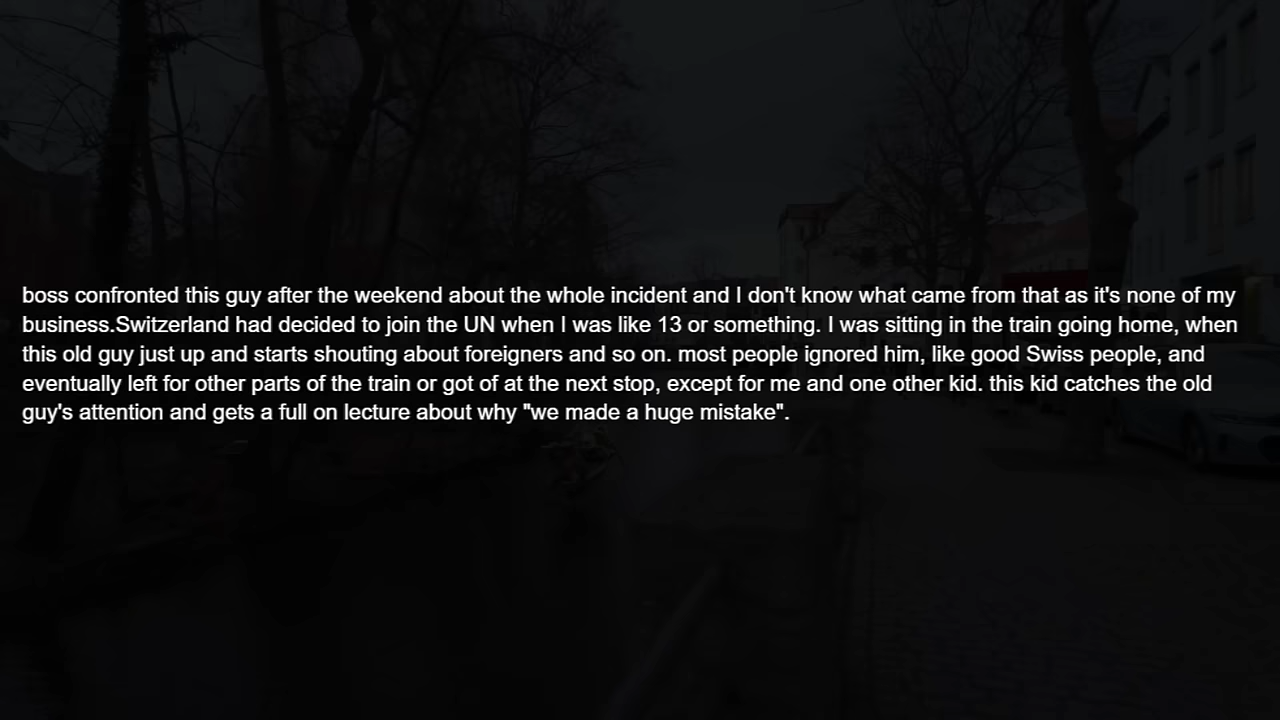 boss confronted this guy after the weekend about the whole incident and I don't know what came from that as it's none of my
business.Switzerland had decided to join the UN when I was like 13 or something. I was sitting in the train going home, when
this old guy just up and starts shouting about foreigners and so on. most people ignored him, like good Swiss people, and
eventually left for other parts of the train or got of at the next stop, except for me and one other kid. this kid catches the old
guy's attention and gets a full on lecture about why "we made a huge mistake".